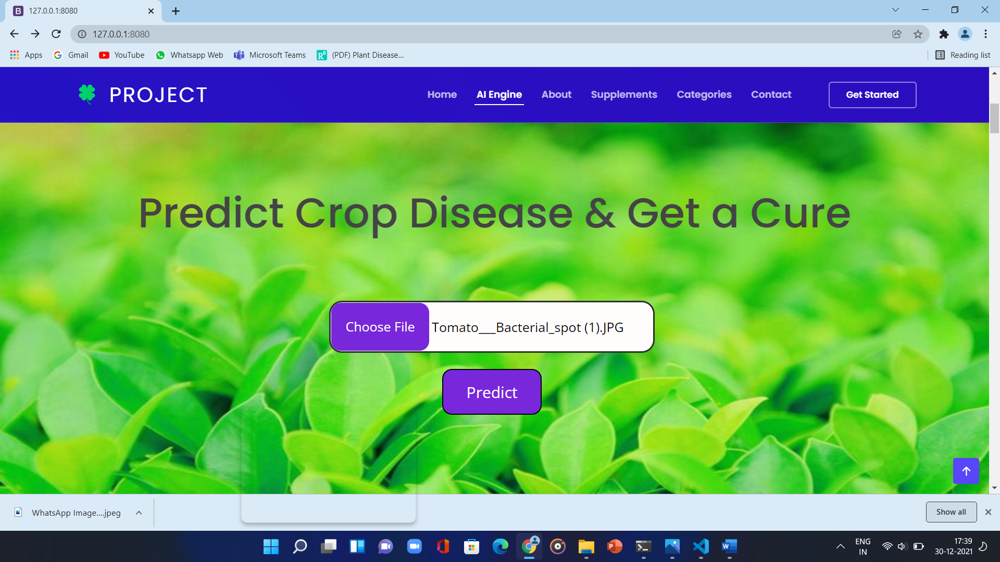 127.0.0.1:8080
127.0.0.1:8080
Apps Gmail YouTube Whatsapp Web Microsoft Teams (PDF) Plant Disease... Reading list
PROJECT Home AI Engine About Supplements Categories Contact Get Started
Predict Crop Disease & Get a Cure
Choose File Tomato___Bacterial_spot (1).JPG
Predict
WhatsApp Image....jpeg Show all
ENG 17:39
IN 30-12-2021